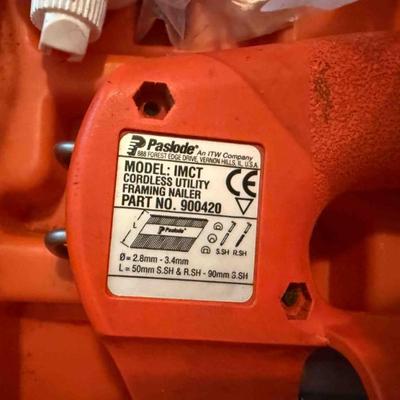 Paslode An ITW Company
888 FOREST EDGE DRIVE, VERNON HILLS, IL. U.S.A.
MODEL: IMCT
CORDLESS UTILITY
FRAMING NAILER
PART NO. 900420
CE
Paslode
L
S.SH R.SH
Ø = 2.8mm - 3.4mm
L = 50mm S.SH & R.SH - 90mm S.SH